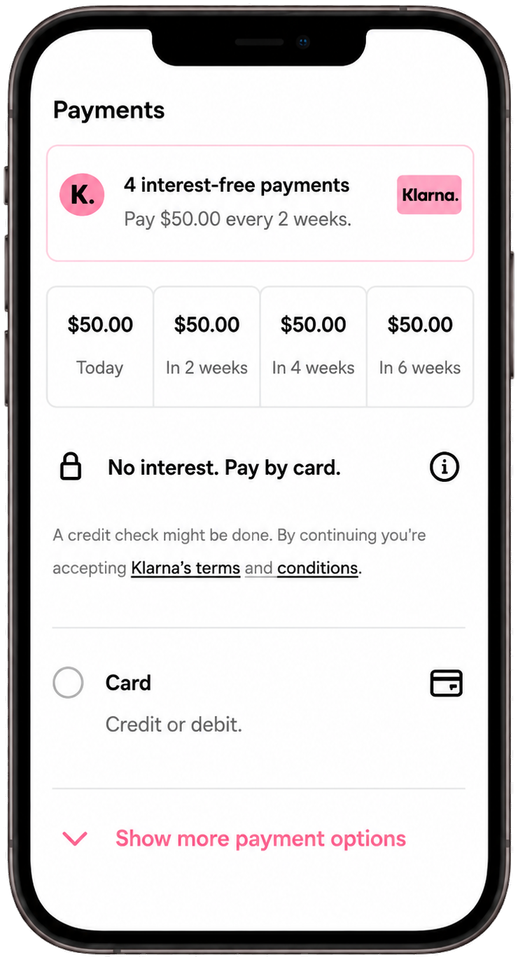 Payments
K.
4 interest-free payments
Pay $50.00 every 2 weeks.
Klarna.
$50.00
Today
$50.00
In 2 weeks
$50.00
In 4 weeks
$50.00
In 6 weeks
No interest. Pay by card.
A credit check might be done. By continuing you're
accepting Klarna's terms and conditions.
Card
Credit or debit.
Show more payment options